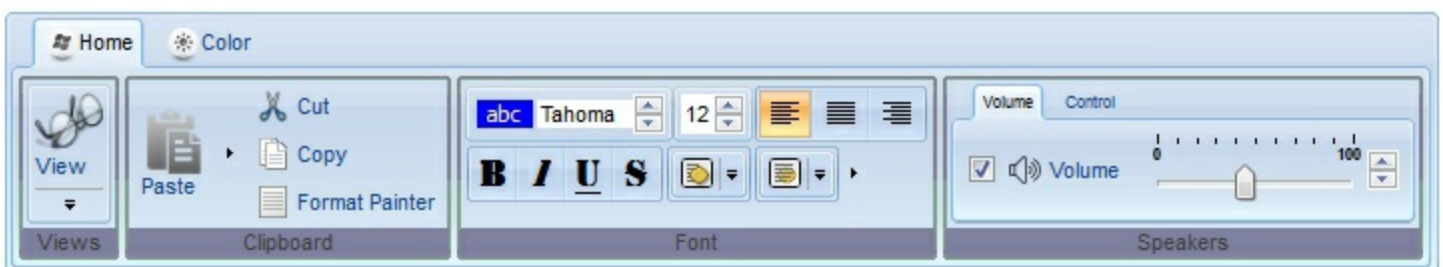 Home Color
View
Views
Paste
Cut
Copy
Format Painter
Clipboard
abc Tahoma 12
B I U S
Font
Volume Control
0 100
Volume
Speakers